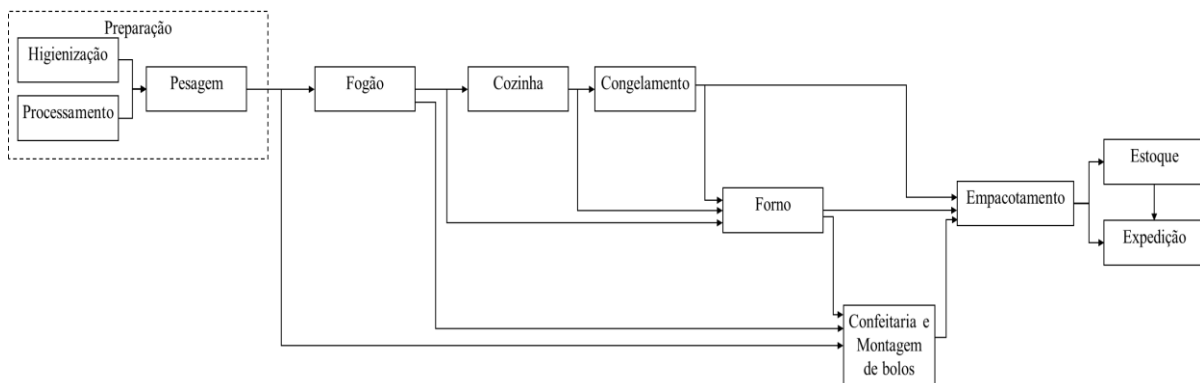 Preparação
Higienização
Processamento
Pesagem
Fogão
Cozinha
Congelamento
Forno
Confeitaria e
Montagem
de bolos
Empacotamento
Estoque
Expedição